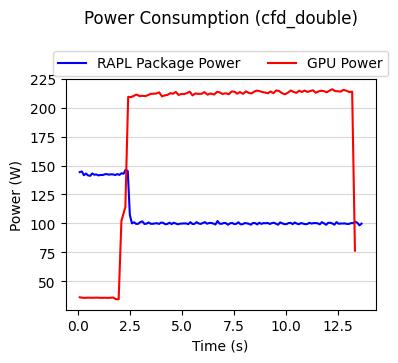 Power Consumption (cfd_double)
RAPL Package Power
GPU Power
225
200
175
150
125
100
75
50
Power (W)
0.0
2.5
5.0
7.5
10.0
12.5
Time (s)